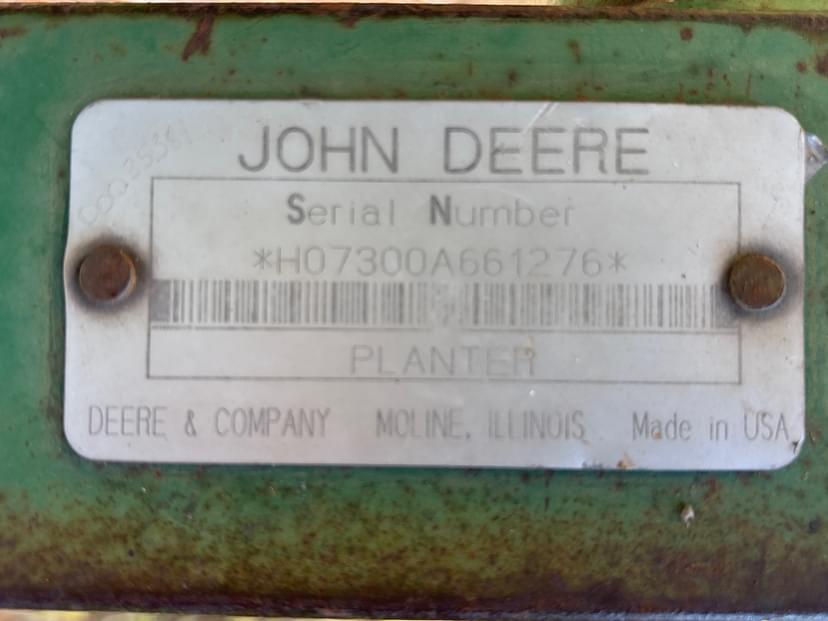 JOHN DEERE
Serial Number
*H07300A661276*
PLANTER
DEERE & COMPANY MOLINE, ILLINOIS Made in USA